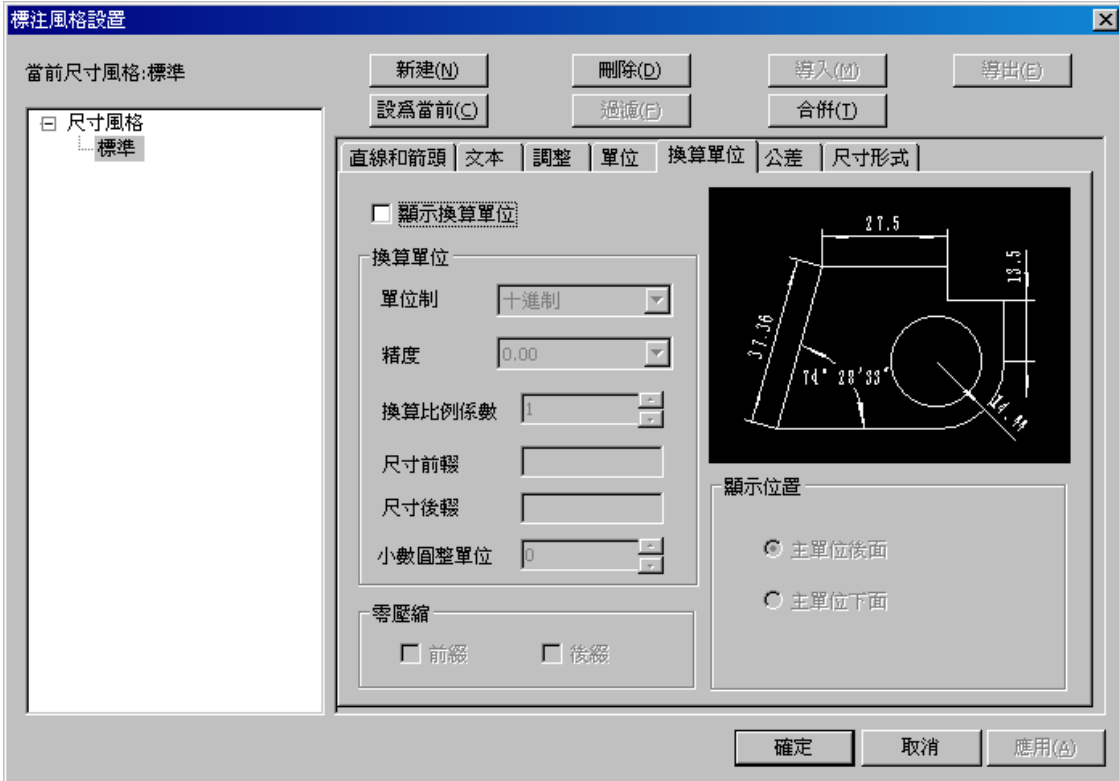 標注風格設置
當前尺寸風格:標準
新建(N)
刪除(D)
導入(M)
導出(E)
設爲當前(C)
過濾(F)
合併(T)
尺寸風格
標準
直線和箭頭
文本
調整
單位
換算單位
公差
尺寸形式
顯示換算單位
換算單位
單位制
十進制
精度
0.00
換算比例係數
1
尺寸前輟
尺寸後輟
小數圓整單位
0
零壓縮
前綴
後綴
27.5
13.5
37.36
74° 28'33"
14.44
顯示位置
主單位後面
主單位下面
確定
取消
應用(A)